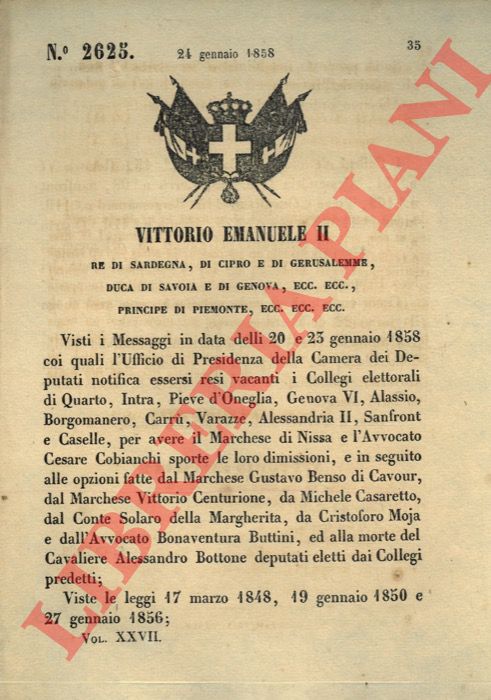 N.º 2625.
24 gennaio 1858
35
VITTORIO EMANUELE II
RE DI SARDEGNA, DI CIPRO E DI GERUSALEMME,
DUCA DI SAVOIA E DI GENOVA, ECC. ECC.,
PRINCIPE DI PIEMONTE, ECC. ECC. ECC.
Visti i Messaggi in data delli 20 e 23 gennaio 1858
coi quali l'Ufficio di Presidenza della Camera dei De-
putati notifica essersi resi vacanti i Collegi elettorali
di Quarto, Intra, Pieve d'Oneglia, Genova VI, Alassio,
Borgomanero, Carrù, Varazze, Alessandria II, Sanfront
e Caselle, per avere il Marchese di Nissa e l'Avvocato
Cesare Cobianchi sporte le loro dimissioni, e in seguito
alle opzioni fatte dal Marchese Gustavo Benso di Cavour,
dal Marchese Vittorio Centurione, da Michele Casaretto,
dal Conte Solaro della Margherita, da Cristoforo Moja
e dall'Avvocato Bonaventura Buttini, ed alla morte del
Cavaliere Alessandro Bottone deputati eletti dai Collegi
predetti;
Viste le leggi 17 marzo 1848, 19 gennaio 1850 e
27 gennaio 1856;
VOL. XXVII.
LIBRERIA PIANI